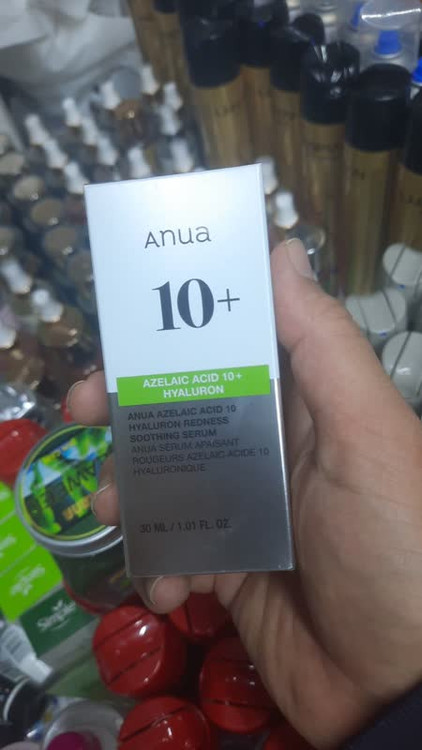 Anua
10+
AZELAIC ACID 10+
HYALURON
ANUA AZELAIC ACID 10
HYALURON REDNESS
SOOTHING SERUM
ANUA SÉRUM APAISANT
ROUGEURS AZELAIC ACIDE 10
HYALURONIQUE
30 ML / 1.01 FL. OZ.